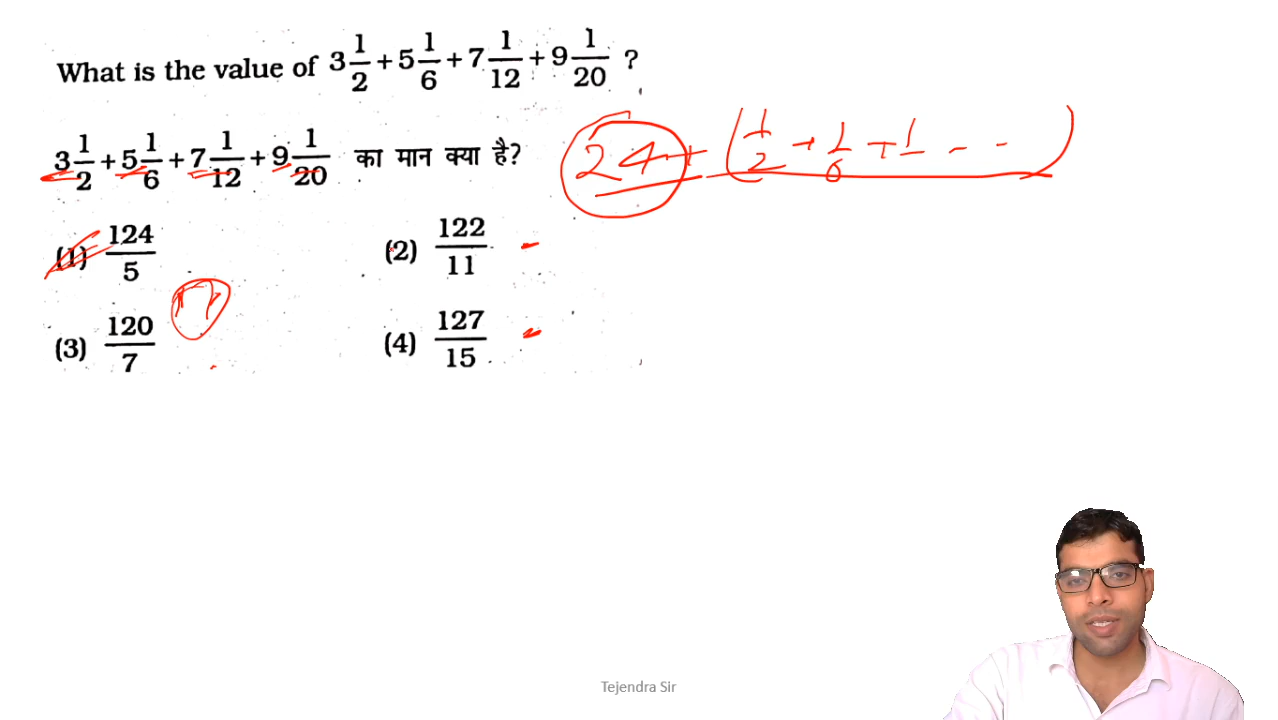 What is the value of 3 1/2 + 5 1/6 + 7 1/12 + 9 1/20 ?
3 1/2 + 5 1/6 + 7 1/12 + 9 1/20 का मान क्या है?
24 + (1/2 + 1/6 + 1 - -)
(1) 124/5
(2) 122/11
(3) 120/7
(4) 127/15
Tejendra Sir